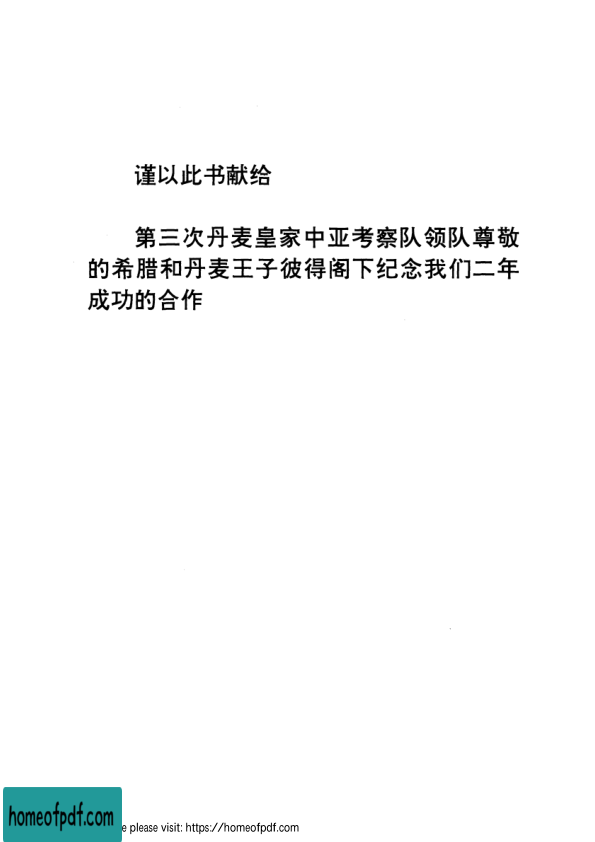 谨以此书献给
第三次丹麦皇家中亚考察队领队尊敬
的希腊和丹麦王子彼得阁下纪念我们二年
成功的合作
homeofpdf.com
e please visit: https://homeofpdf.com